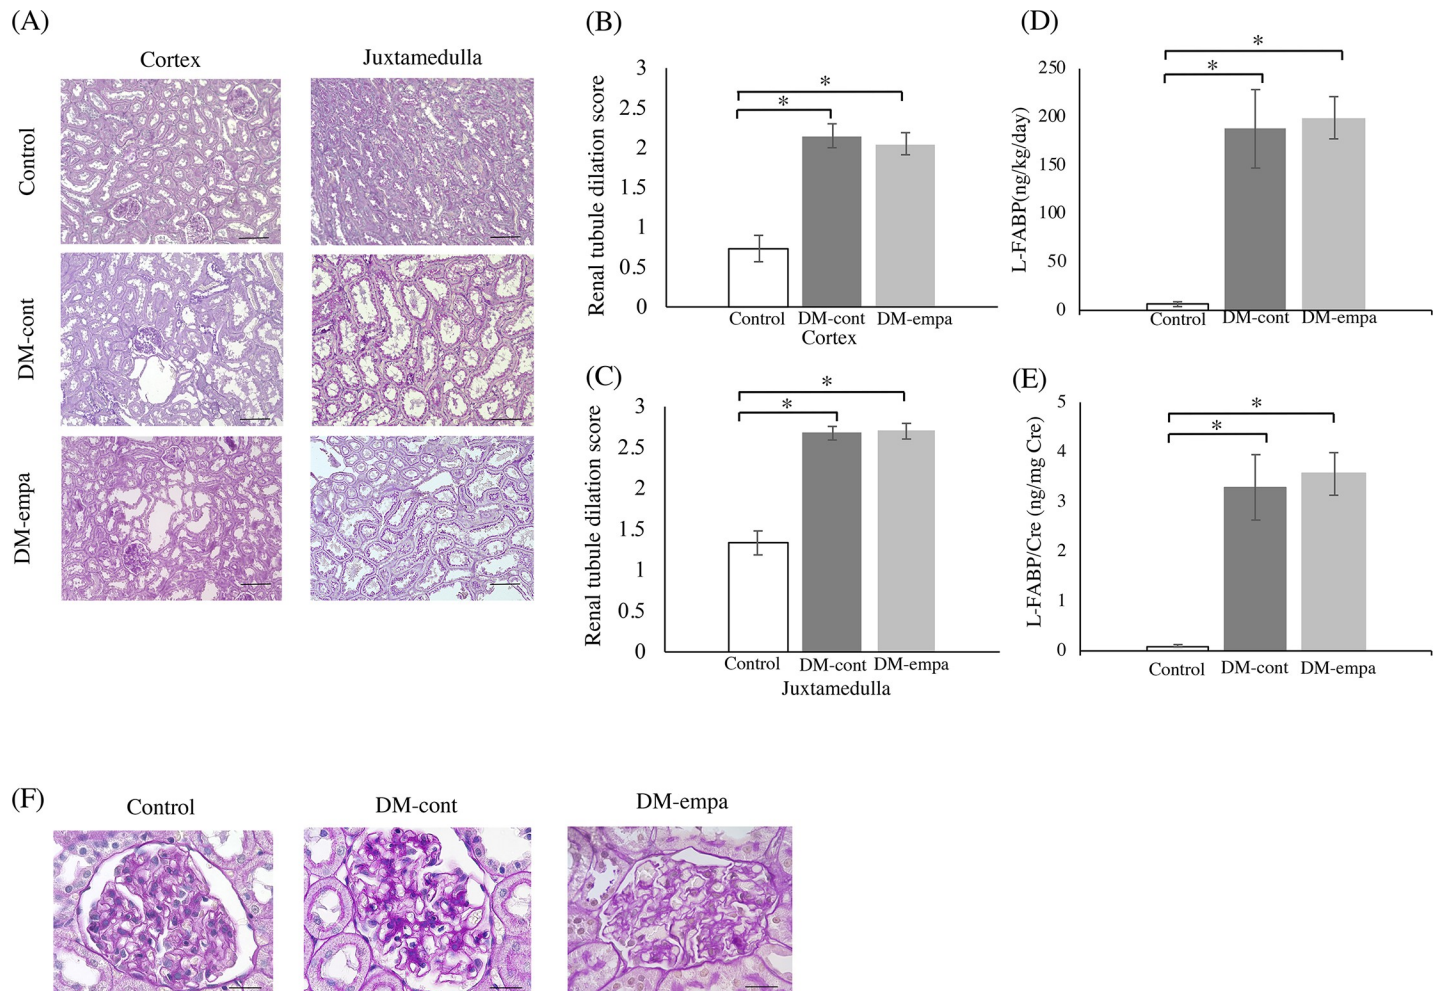 (A)
Cortex
Juxtamedulla
Control
DM-cont
DM-empa
(B)
Renal tubule dilation score
3
2.5
2
1.5
1
0.5
0
*
*
Control
DM-cont
DM-empa
Cortex
(C)
Renal tubule dilation score
3
2.5
2
1.5
1
0.5
0
*
*
Control
DM-cont
DM-empa
Juxtamedulla
(D)
L-FABP(ng/kg/day)
250
200
150
100
50
0
*
*
Control
DM-cont
DM-empa
(E)
L-FABP/Cre (ng/mg Cre)
5
4
3
2
1
0
*
*
Control
DM-cont
DM-empa
(F)
Control
DM-cont
DM-empa